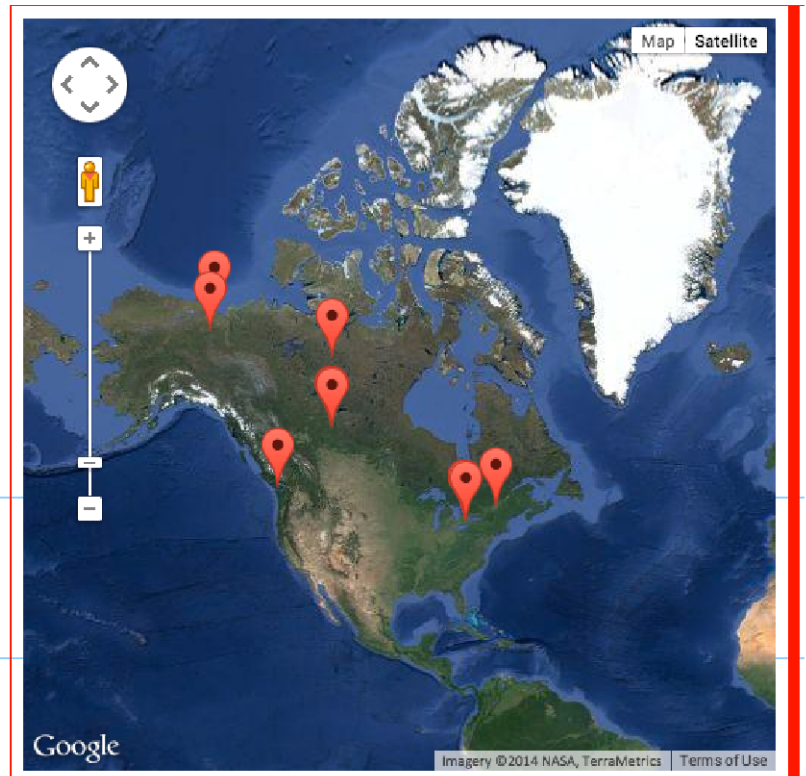 Map Satellite
+
−
Google
Imagery ©2014 NASA, TerraMetrics Terms of Use